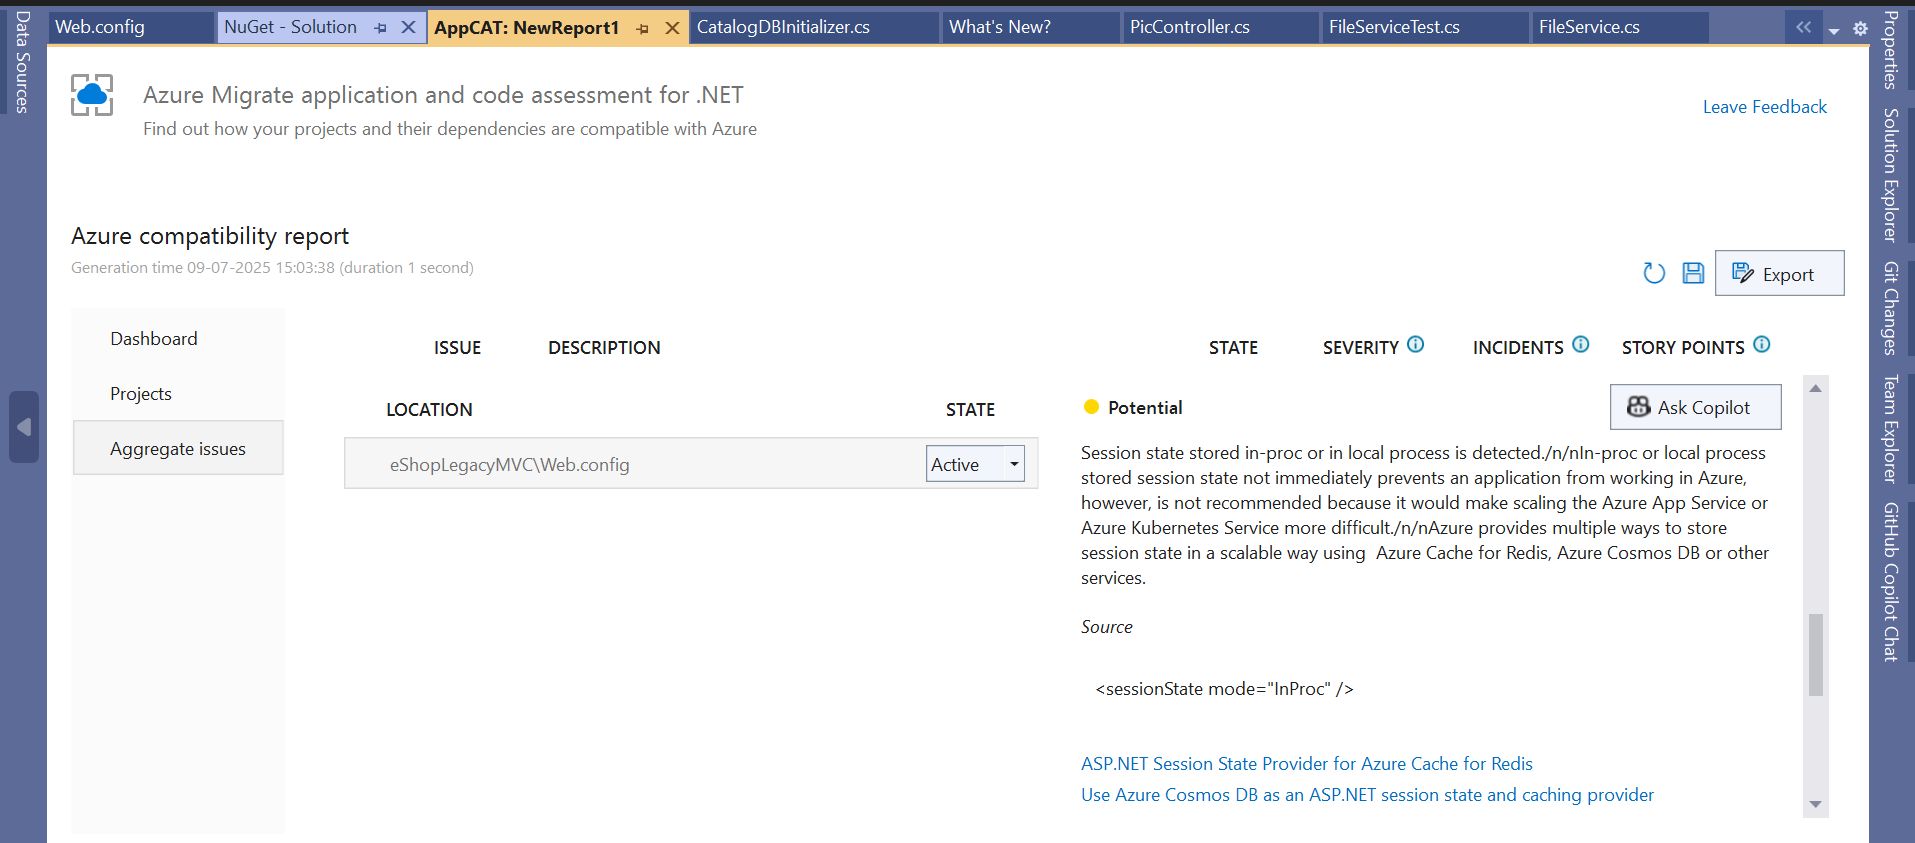 Web.config
NuGet - Solution
AppCAT: NewReport1
CatalogDBInitializer.cs
What's New?
PicController.cs
FileServiceTest.cs
FileService.cs
Data Sources
Azure Migrate application and code assessment for .NET
Find out how your projects and their dependencies are compatible with Azure
Leave Feedback
Azure compatibility report
Generation time 09-07-2025 15:03:38 (duration 1 second)
Export
Dashboard
Projects
Aggregate issues
ISSUE
DESCRIPTION
STATE
SEVERITY
INCIDENTS
STORY POINTS
LOCATION
STATE
eShopLegacyMVC\Web.config
Active
Potential
Ask Copilot
Session state stored in-proc or in local process is detected./n/nIn-proc or local process
stored session state not immediately prevents an application from working in Azure,
however, is not recommended because it would make scaling the Azure App Service or
Azure Kubernetes Service more difficult./n/nAzure provides multiple ways to store
session state in a scalable way using  Azure Cache for Redis, Azure Cosmos DB or other
services.
Source
<sessionState mode="InProc" />
ASP.NET Session State Provider for Azure Cache for Redis
Use Azure Cosmos DB as an ASP.NET session state and caching provider
Properties
Solution Explorer
Git Changes
Team Explorer
GitHub Copilot Chat